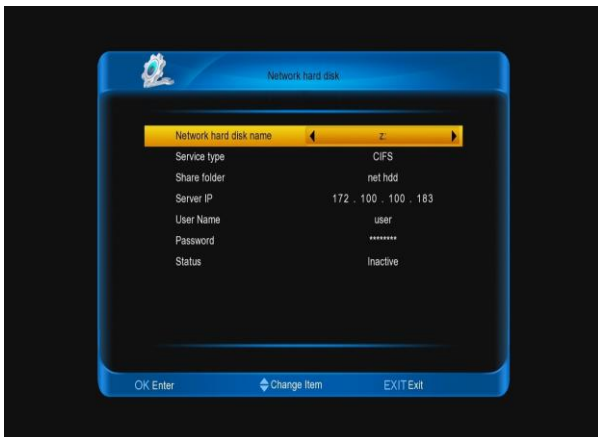 Network hard disk
Network hard disk name z:
Service type CIFS
Share folder net hdd
Server IP 172 . 100 . 100 . 183
User Name user
Password ********
Status Inactive
OK Enter Change Item EXIT Exit